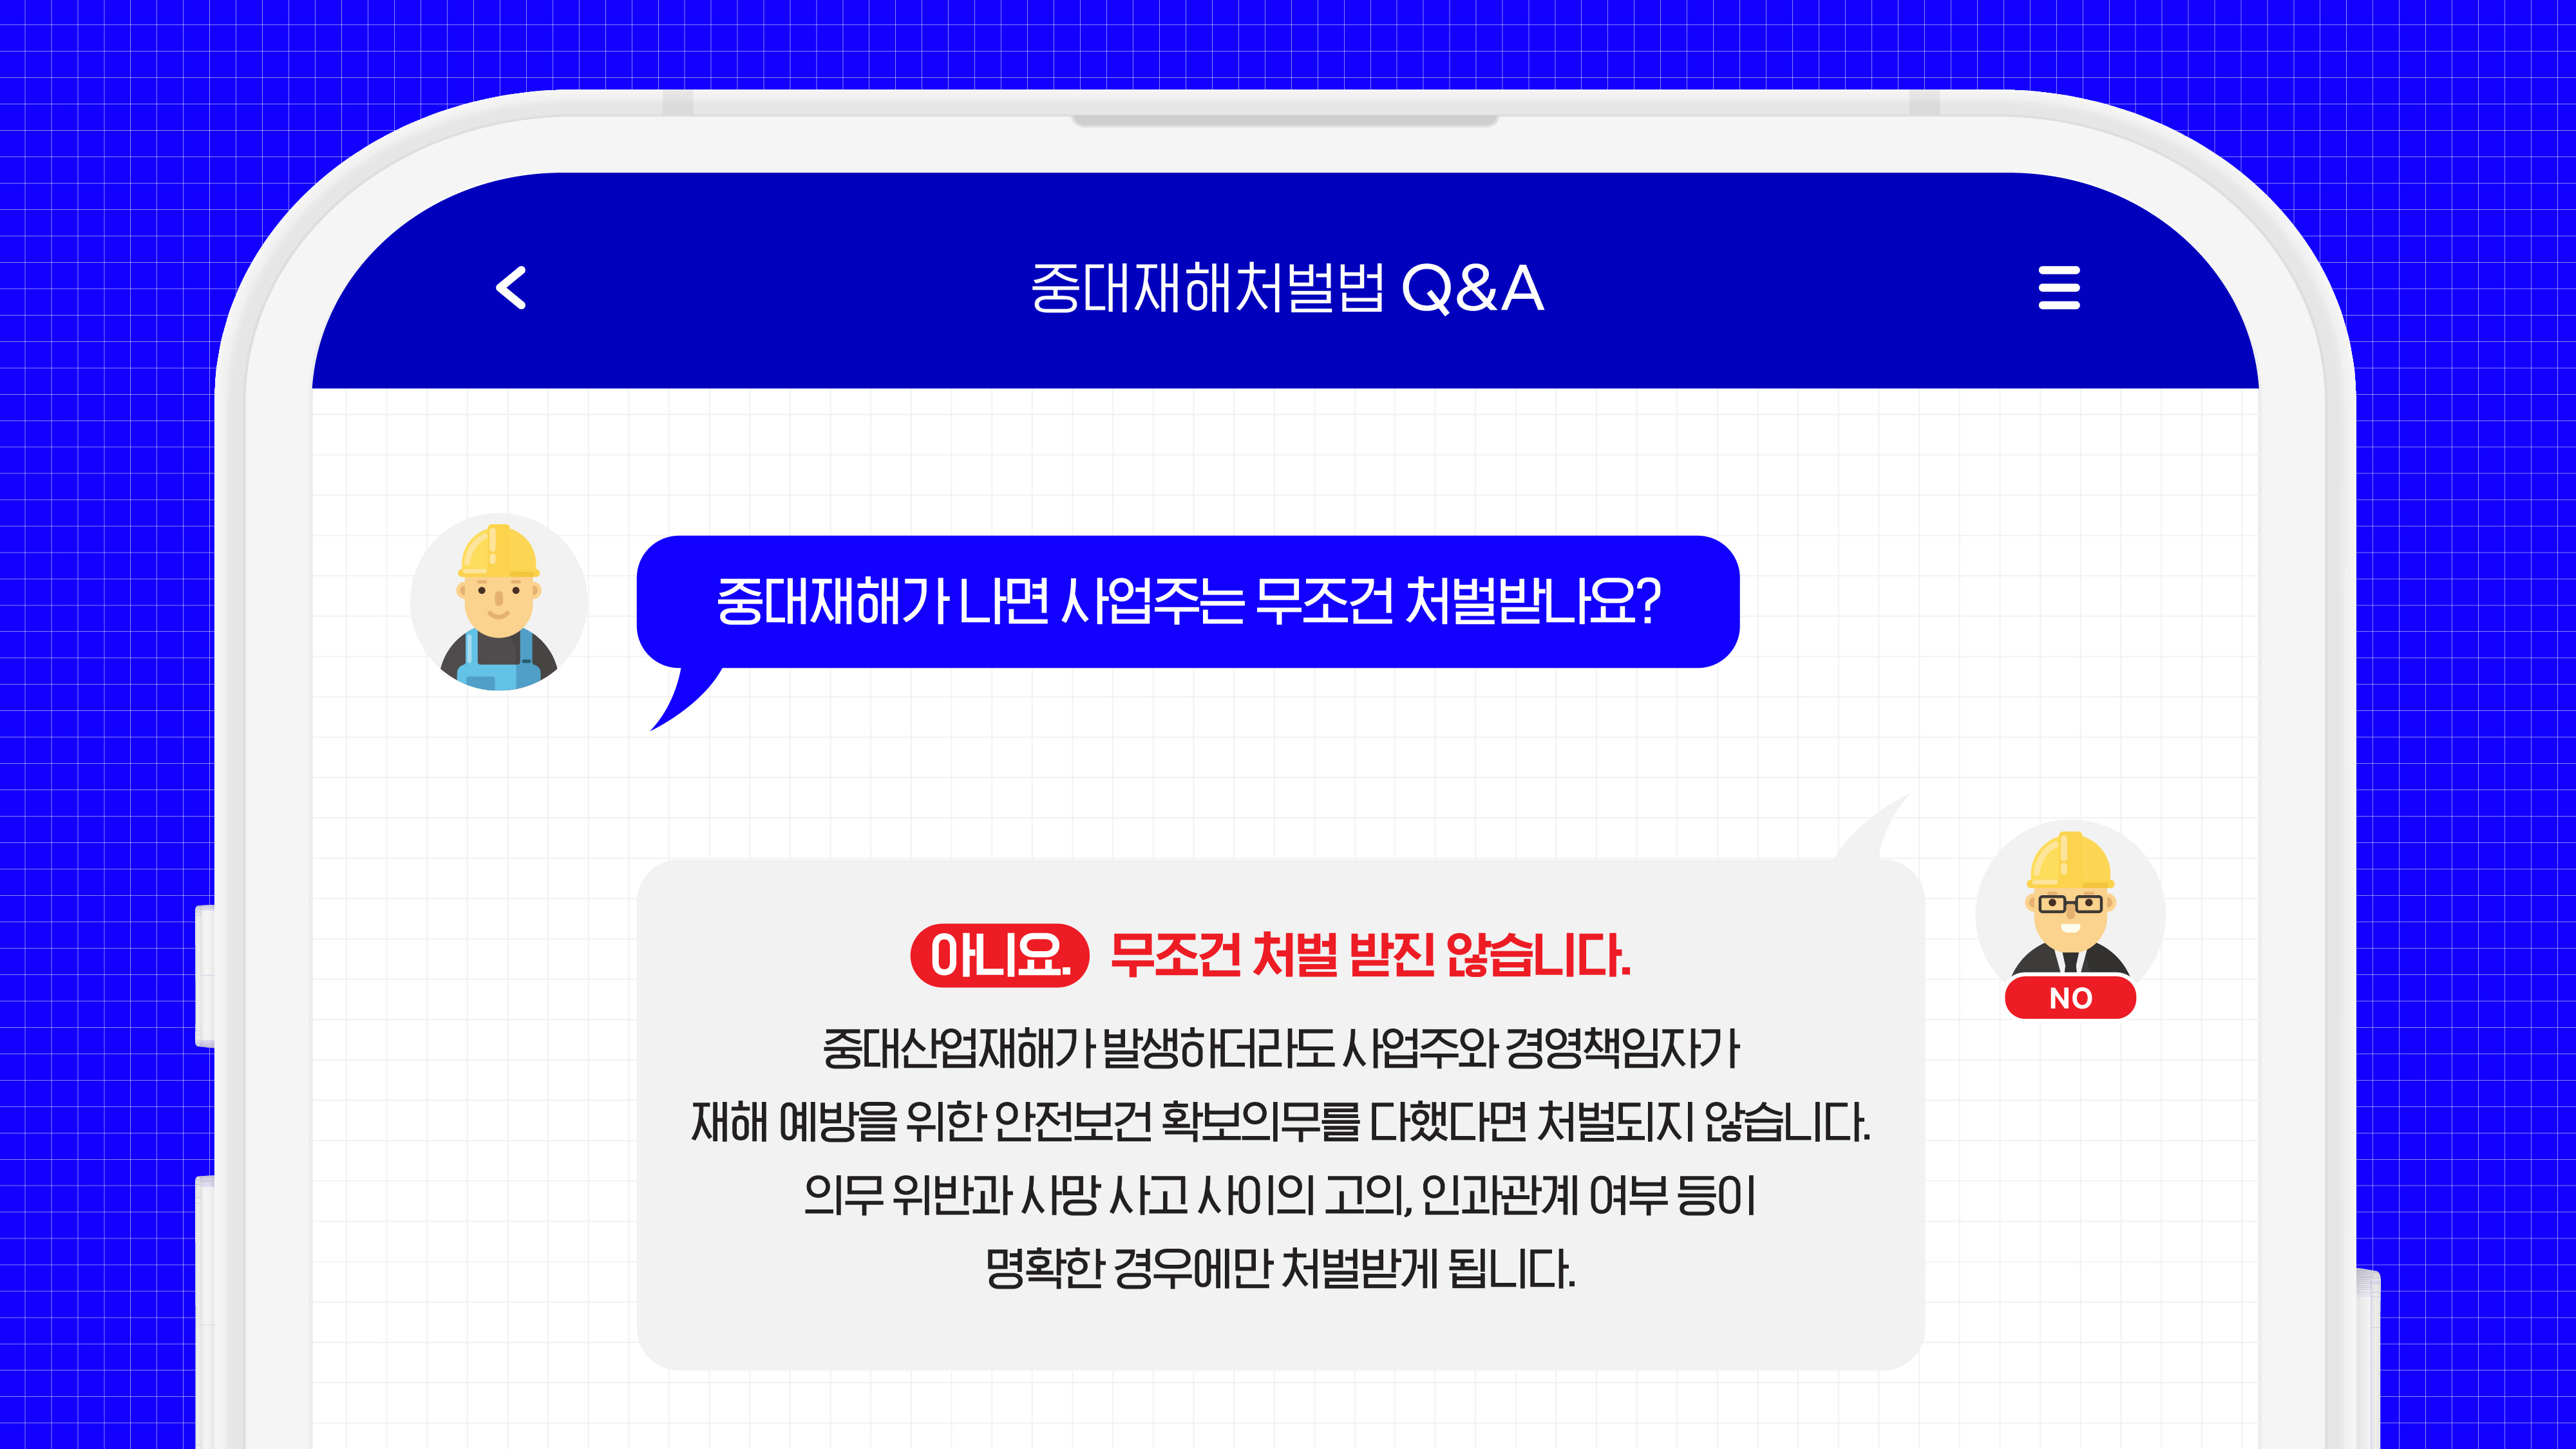 중대재해처벌법 Q&A
중대재해가 나면 사업주는 무조건 처벌받나요?
아니요. 무조건 처벌 받진 않습니다.
NO
중대산업재해가 발생하더라도 사업주와 경영책임자가
재해 예방을 위한 안전보건 확보의무를 다했다면 처벌되지 않습니다.
의무 위반과 사망 사고 사이의 고의, 인과관계 여부 등이
명확한 경우에만 처벌받게 됩니다.